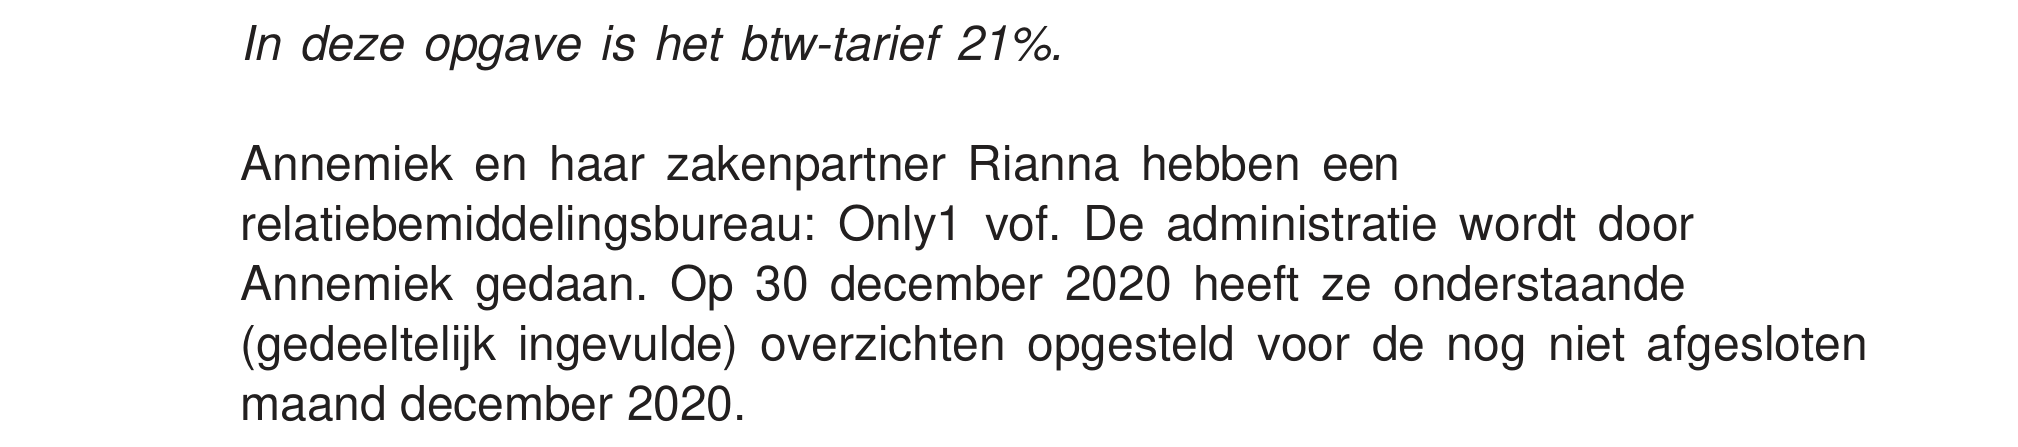 In deze opgave is het btw-tarief 21%.
Annemiek en haar zakenpartner Rianna hebben een
relatiebemiddelingsbureau: Only1 vof. De administratie wordt door
Annemiek gedaan. Op 30 december 2020 heeft ze onderstaande
(gedeeltelijk ingevulde) overzichten opgesteld voor de nog niet afgesloten
maand december 2020.